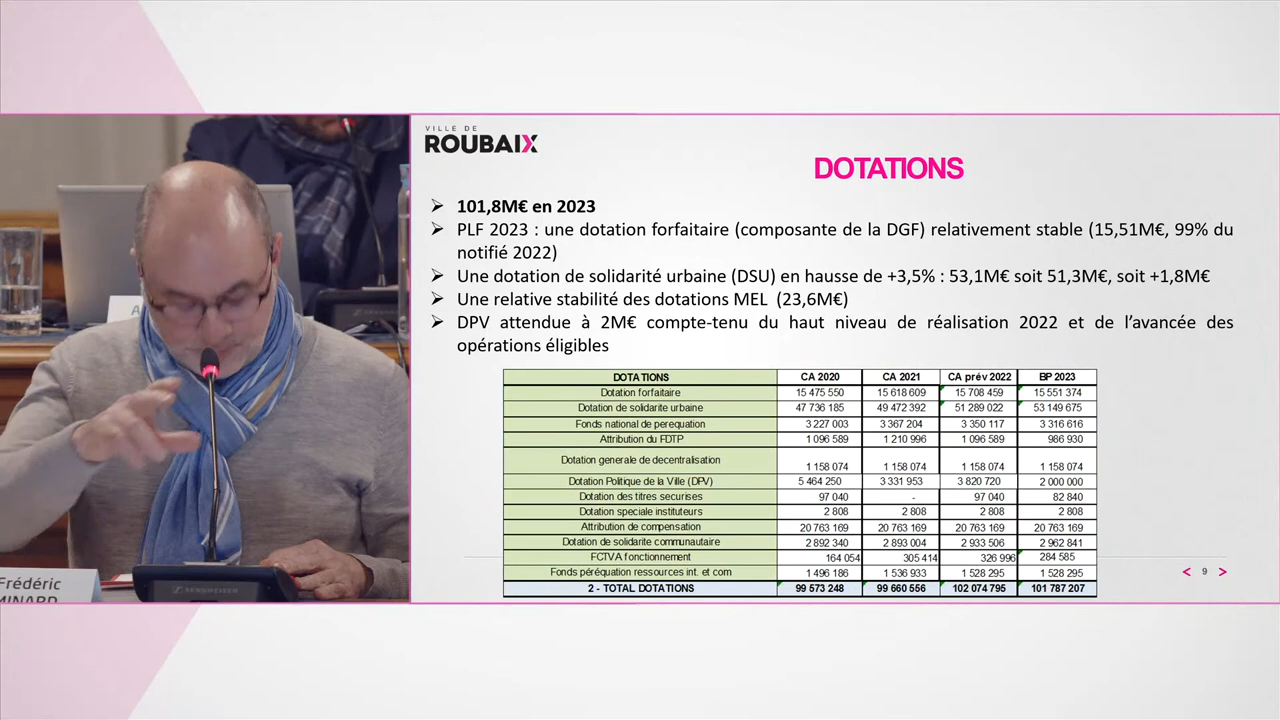 VILLE DE
ROUBAIX
DOTATIONS
101,8M€ en 2023
PLF 2023 : une dotation forfaitaire (composante de la DGF) relativement stable (15,51M€, 99% du
notifié 2022)
Une dotation de solidarité urbaine (DSU) en hausse de +3,5% : 53,1M€ soit 51,3M€, soit +1,8M€
Une relative stabilité des dotations MEL (23,6M€)
DPV attendue à 2M€ compte-tenu du haut niveau de réalisation 2022 et de l'avancée des
opérations éligibles
DOTATIONS CA 2020 CA 2021 CA prév 2022 BP 2023
Dotation forfaitaire 15 475 550 15 618 609 15 708 459 15 551 374
Dotation de solidarite urbaine 47 736 185 49 472 392 51 289 022 53 149 675
Fonds national de perequation 3 227 003 3 367 204 3 350 117 3 316 616
Attribution du FDTP 1 096 589 1 210 996 1 096 589 986 930
Dotation generale de decentralisation 1 158 074 1 158 074 1 158 074 1 158 074
Dotation Politique de la Ville (DPV) 5 464 250 3 331 953 3 820 720 2 000 000
Dotation des titres securises 97 040 - 97 040 82 840
Dotation speciale instituteurs 2 808 2 808 2 808 2 808
Attribution de compensation 20 763 169 20 763 169 20 763 169 20 763 169
Dotation de solidarite communautaire 2 892 340 2 893 004 2 933 506 2 962 841
FCTVA fonctionnement 164 054 305 414 326 996 284 585
Fonds péréquation ressources int. et com 1 496 186 1 536 933 1 528 295 1 528 295
2 - TOTAL DOTATIONS 99 573 248 99 660 556 102 074 795 101 787 207
< 9 >
Frédéric
MINARD
SENNHEISER